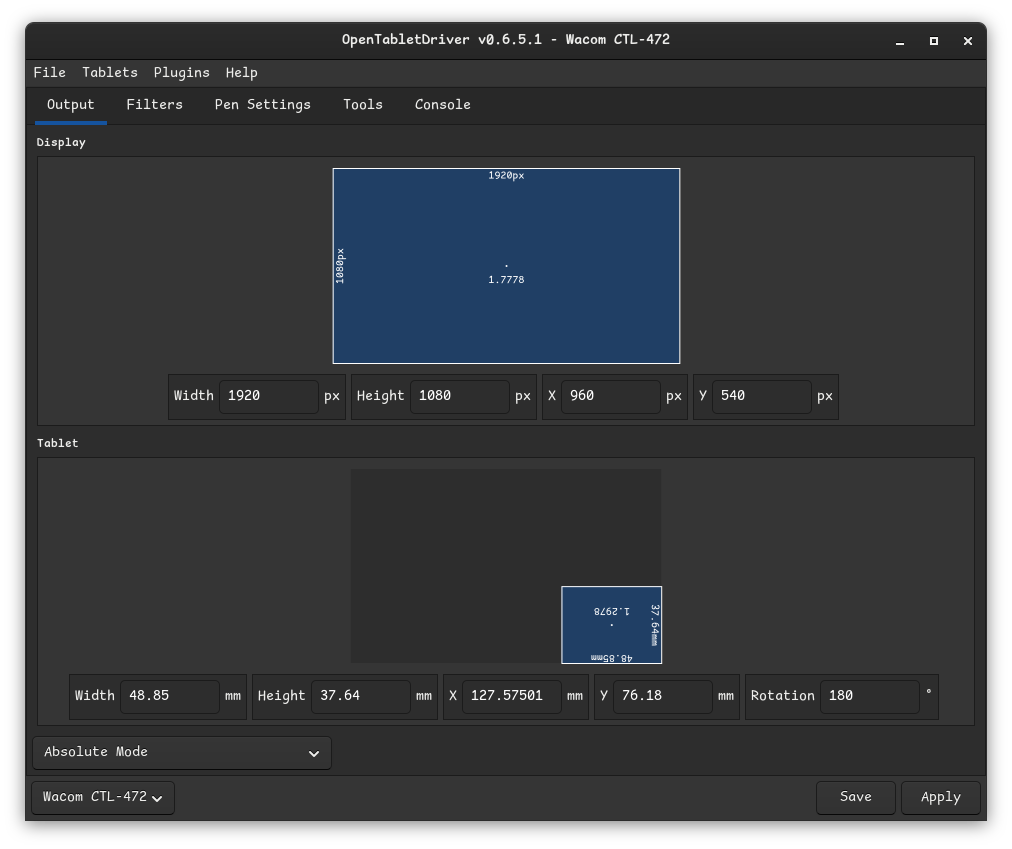 OpenTabletDriver v0.6.5.1 - Wacom CTL-472
File Tablets Plugins Help
Output Filters Pen Settings Tools Console
Display
1920px
1080px
1.7778
Width 1920 px Height 1080 px X 960 px Y 540 px
Tablet
1.2978
37.64mm
48.85mm
Width 48.85 mm Height 37.64 mm X 127.57501 mm Y 76.18 mm Rotation 180 °
Absolute Mode
Wacom CTL-472 Save Apply